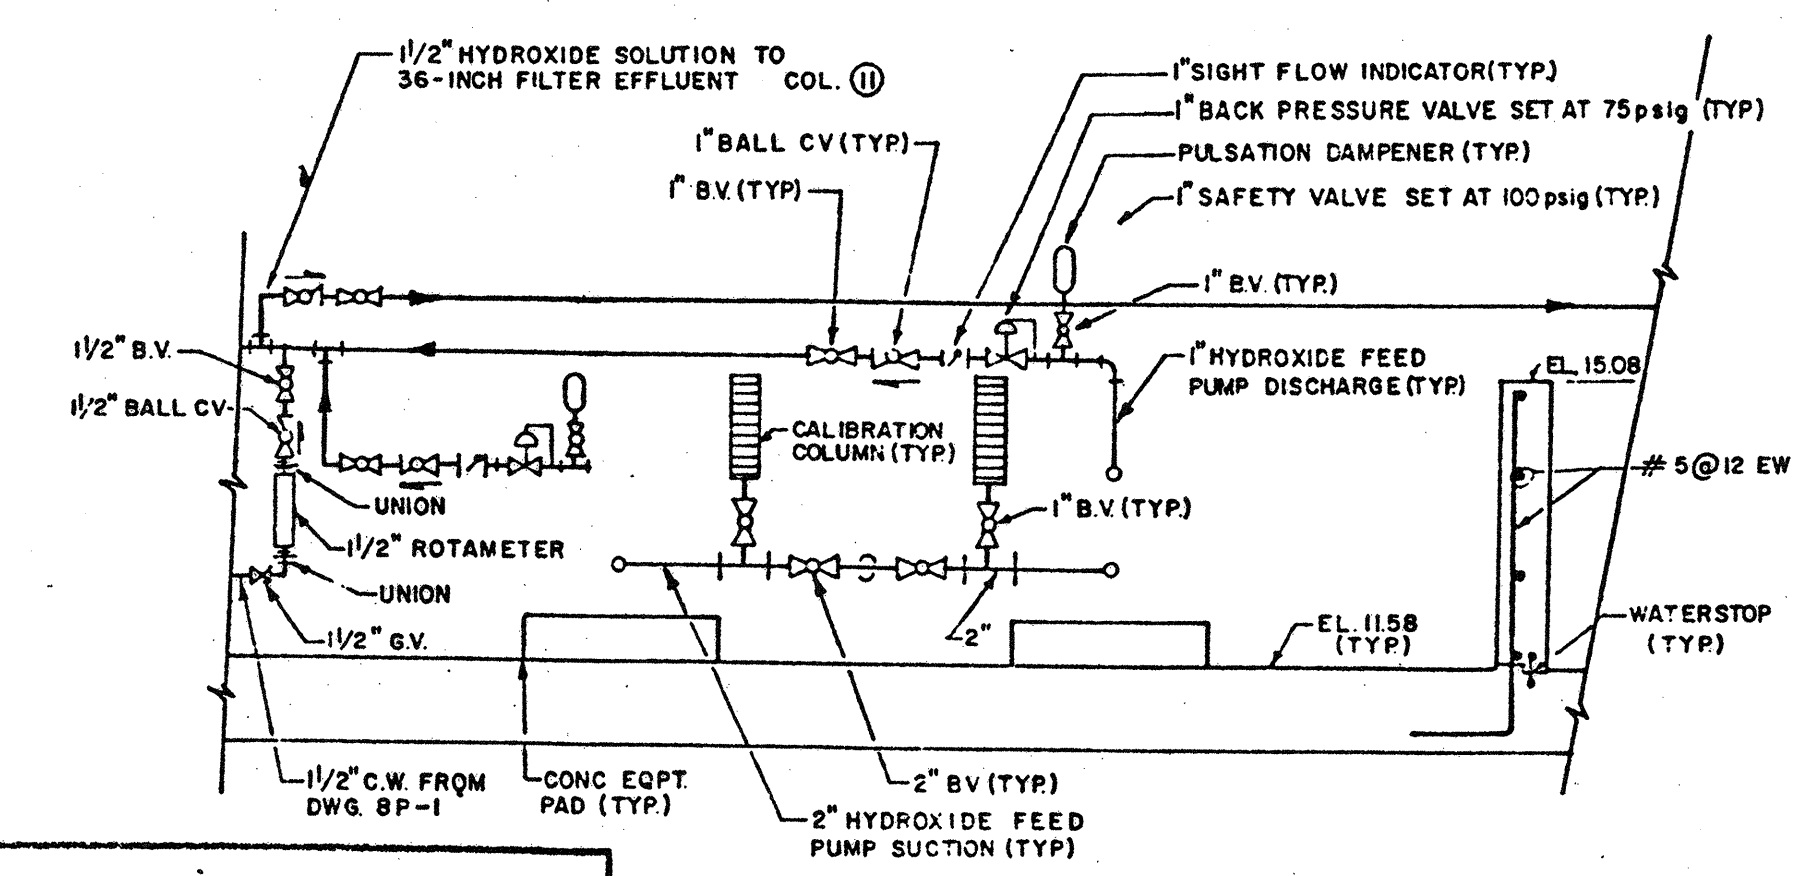 1 1/2" HYDROXIDE SOLUTION TO
36-INCH FILTER EFFLUENT COL. 11
1" SIGHT FLOW INDICATOR (TYP.)
1" BACK PRESSURE VALVE SET AT 75 psig (TYP.)
1" BALL CV (TYP.)
PULSATION DAMPENER (TYP.)
1" B.V. (TYP)
1" SAFETY VALVE SET AT 100 psig (TYP.)
1" B.V. (TYP.)
1 1/2" B.V.
1" HYDROXIDE FEED
PUMP DISCHARGE (TYP.)
EL. 15.08
1 1/2" BALL CV
CALIBRATION
COLUMN (TYP.)
# 5@12 EW
UNION
1" B.V. (TYP.)
1 1/2" ROTAMETER
UNION
1 1/2" G.V.
2"
EL. 11.58
(TYP.)
WATERSTOP
(TYP.)
1 1/2" C.W. FROM
DWG. 8P-1
CONC EQPT.
PAD (TYP.)
2" BV (TYP.)
2" HYDROXIDE FEED
PUMP SUCTION (TYP)